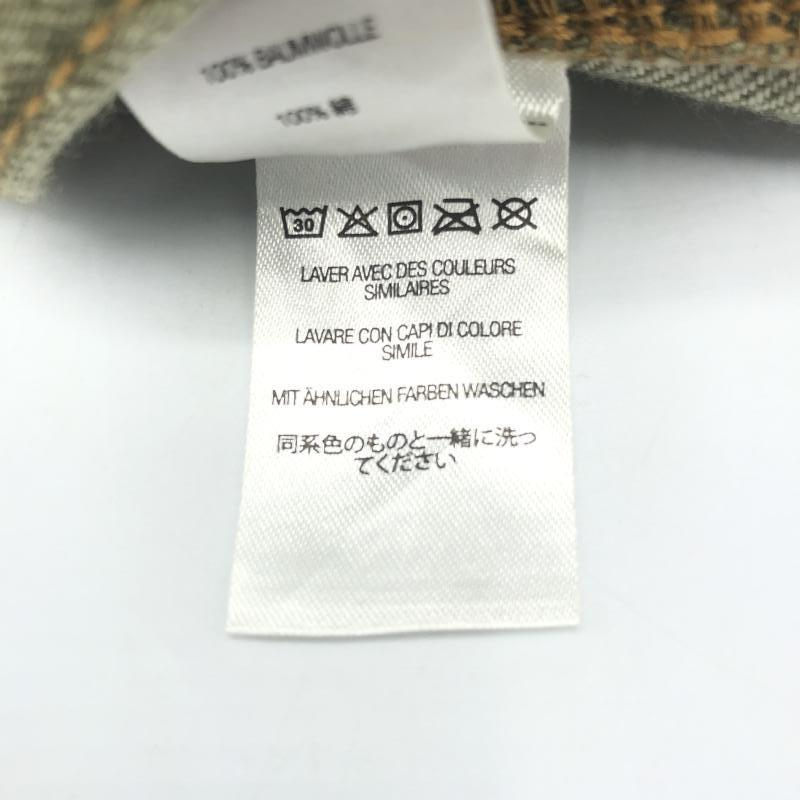 100% BAUMWOLLE
100% 綿
30
LAVER AVEC DES COULEURS
SIMILAIRES
LAVARE CON CAPI DI COLORE
SIMILE
MIT ÄHNLICHEN FARBEN WASCHEN
同系色のものと一緒に洗っ
てください